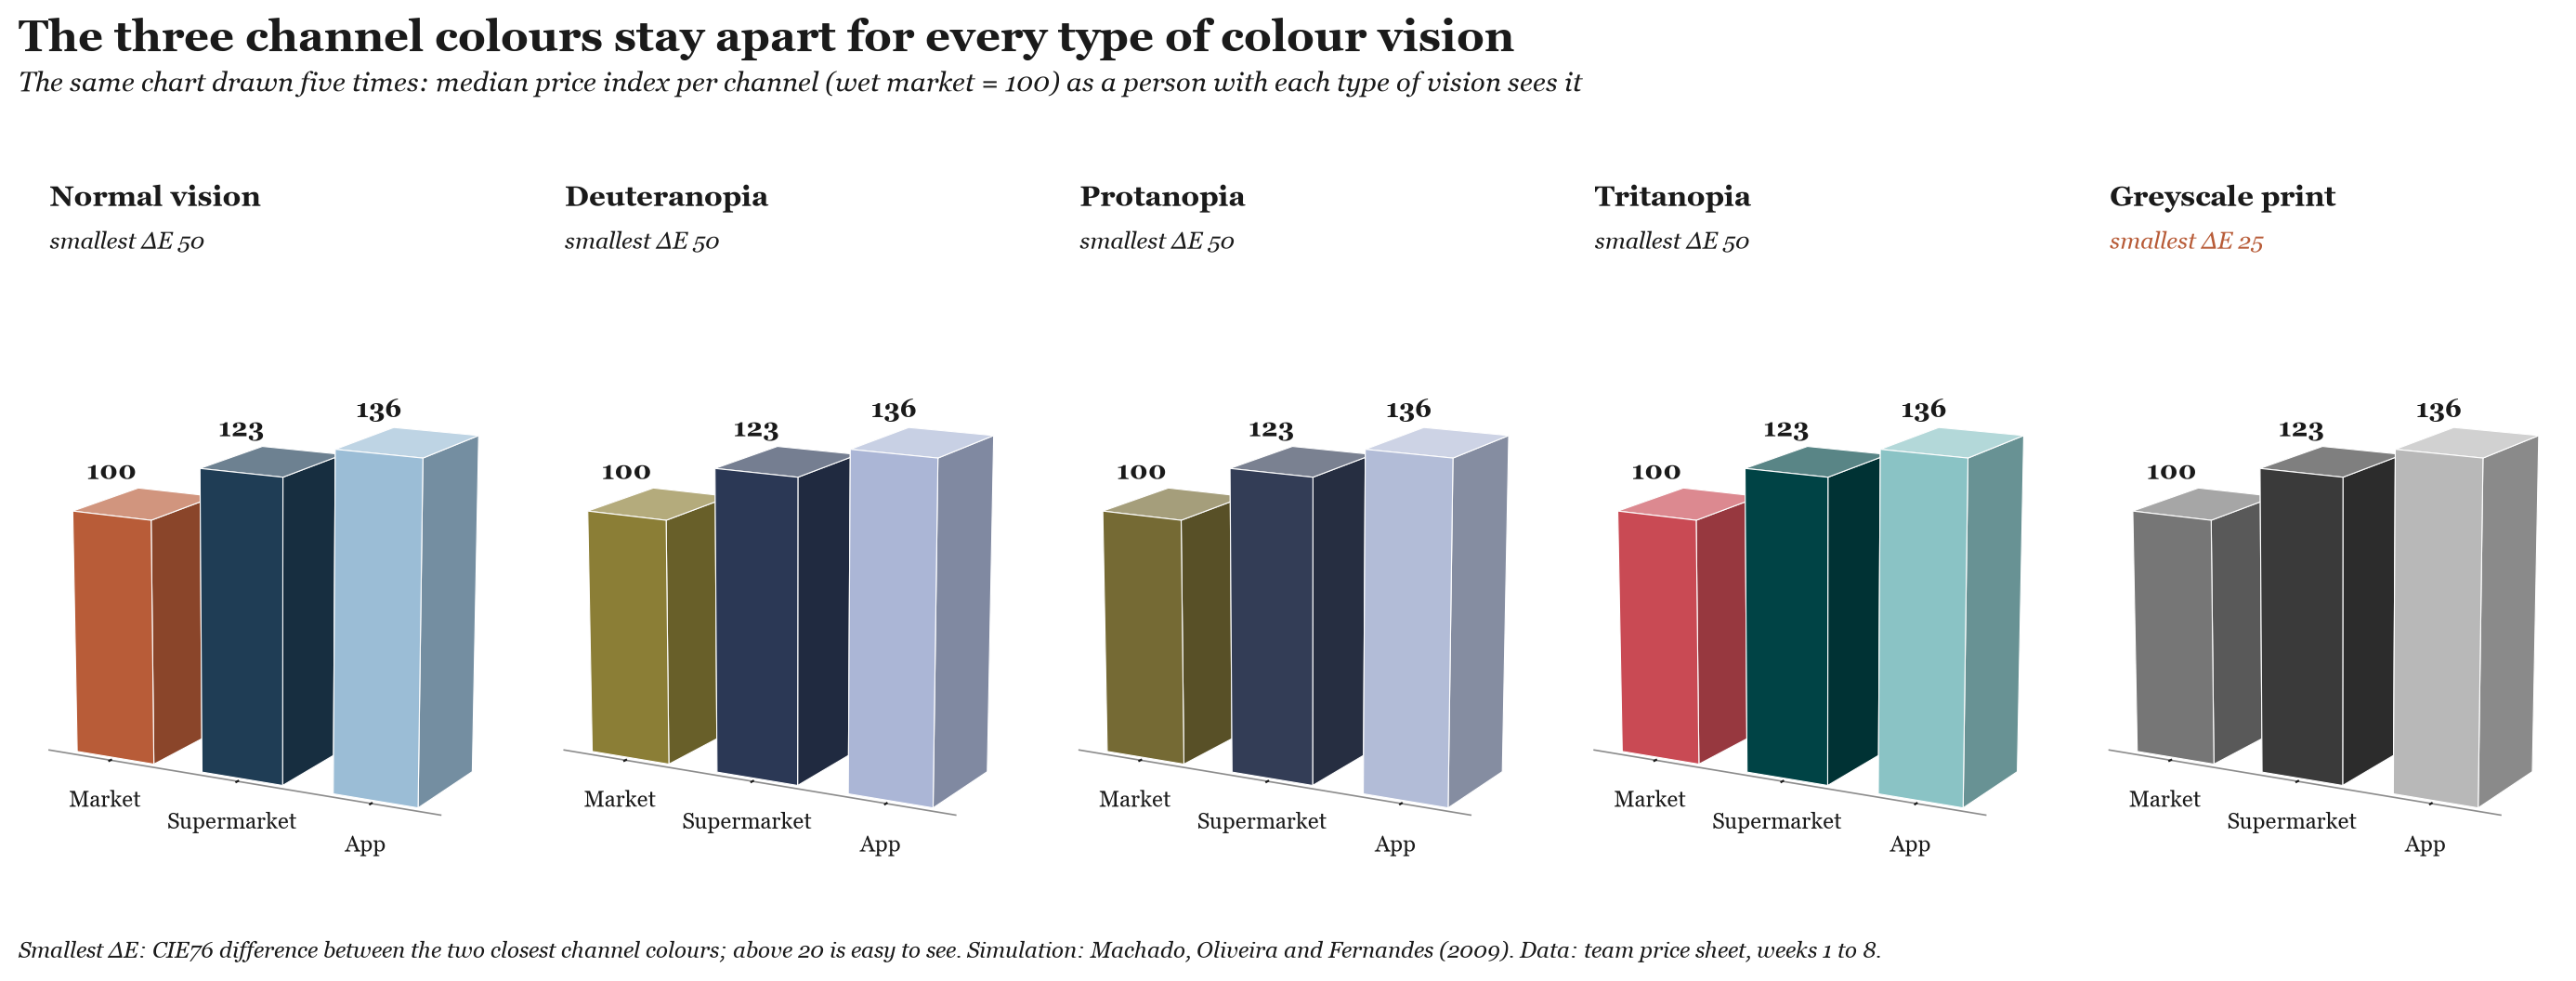 The three channel colours stay apart for every type of colour vision
The same chart drawn five times: median price index per channel (wet market = 100) as a person with each type of vision sees it
Normal vision
smallest ΔE 50
100
123
136
Market
Supermarket
App
Deuteranopia
smallest ΔE 50
100
123
136
Market
Supermarket
App
Protanopia
smallest ΔE 50
100
123
136
Market
Supermarket
App
Tritanopia
smallest ΔE 50
100
123
136
Market
Supermarket
App
Greyscale print
smallest ΔE 25
100
123
136
Market
Supermarket
App
Smallest ΔE: CIE76 difference between the two closest channel colours; above 20 is easy to see. Simulation: Machado, Oliveira and Fernandes (2009). Data: team price sheet, weeks 1 to 8.